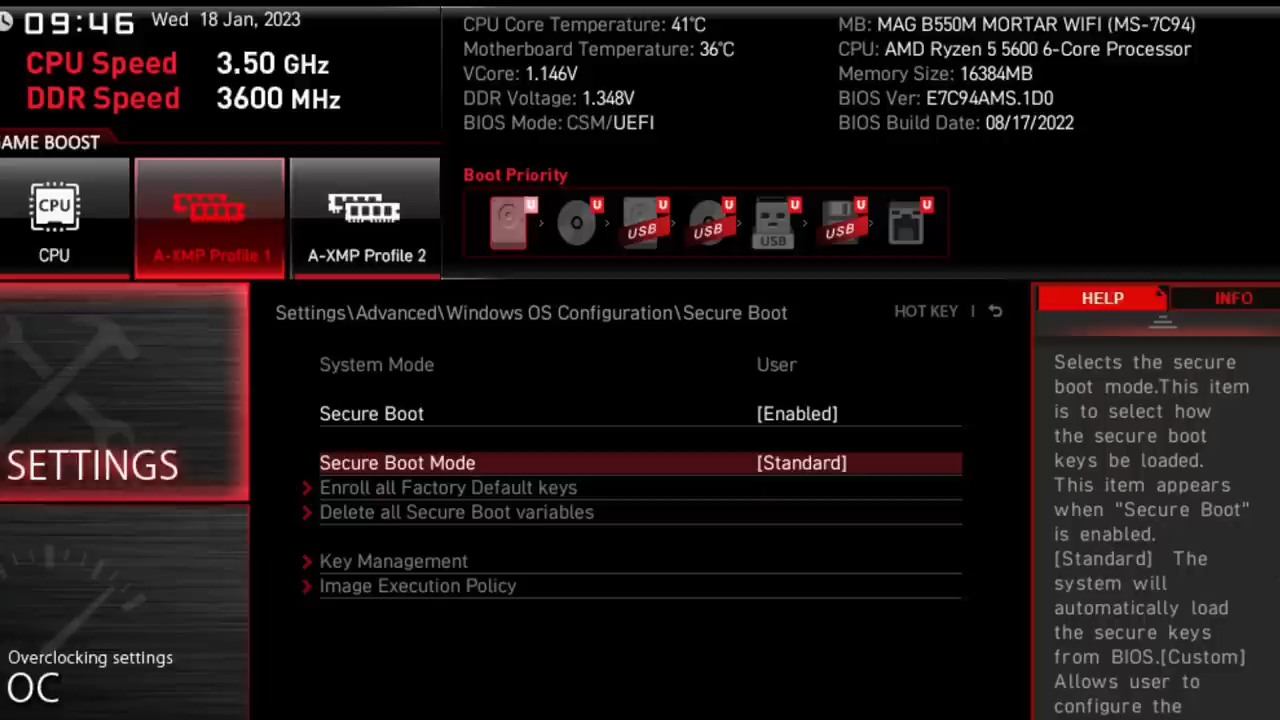 09:46 Wed 18 Jan, 2023
CPU Speed 3.50 GHz
DDR Speed 3600 MHz
CPU Core Temperature: 41°C
Motherboard Temperature: 36°C
VCore: 1.146V
DDR Voltage: 1.348V
BIOS Mode: CSM/UEFI
MB: MAG B550M MORTAR WIFI (MS-7C94)
CPU: AMD Ryzen 5 5600 6-Core Processor
Memory Size: 16384MB
BIOS Ver: E7C94AMS.1D0
BIOS Build Date: 08/17/2022
AME BOOST
CPU
CPU
A-XMP Profile 1
A-XMP Profile 2
Boot Priority
U U U U U U U
USB USB USB USB
Settings\Advanced\Windows OS Configuration\Secure Boot
HOT KEY |
System Mode User
Secure Boot [Enabled]
Secure Boot Mode [Standard]
Enroll all Factory Default keys
Delete all Secure Boot variables
Key Management
Image Execution Policy
SETTINGS
Overclocking settings
OC
HELP INFO
Selects the secure
boot mode.This item
is to select how
the secure boot
keys be loaded.
This item appears
when "Secure Boot"
is enabled.
[Standard] The
system will
automatically load
the secure keys
from BIOS.[Custom]
Allows user to
configure the